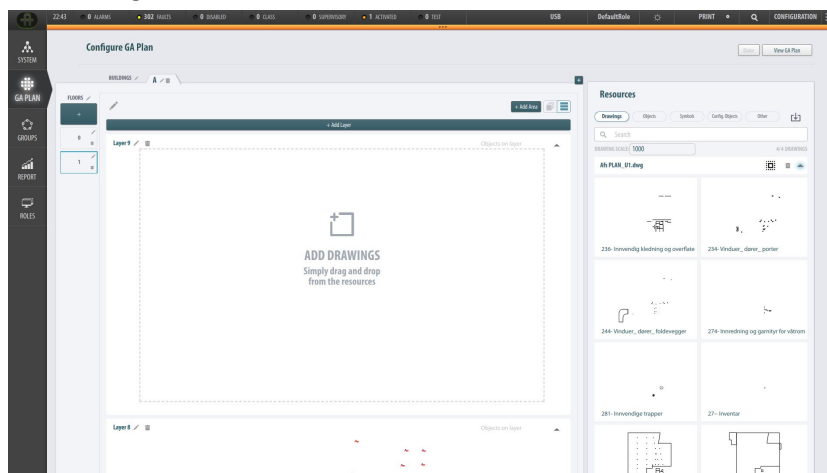 22:43
0 ALARMS
302 FAULTS
0 DISABLED
0 CLASS
0 SUPERVISORY
1 ACTIVATED
0 TEST
USB
DefaultRole
PRINT
CONFIGURATION
SYSTEM
GA PLAN
GROUPS
REPORT
ROLES
Configure GA Plan
Save
View GA Plan
BUILDINGS
A
FLOORS
+
0
1
+ Add Area
+ Add Layer
Layer 9
Objects on layer
ADD DRAWINGS
Simply drag and drop
from the resources
Layer 8
Objects on layer
Resources
Drawings
Objects
Symbols
Config. Objects
Other
Search
DRAWING SCALE: 1000
4/4 DRAWINGS
Afs PLAN_U1.dwg
236- Innvendig kledning og overflate
234- Vinduer_ dører_ porter
244- Vinduer_ dører_ foldevegger
274- Innredning og garnityr for våtrom
281- Innvendige trapper
27-- Inventar